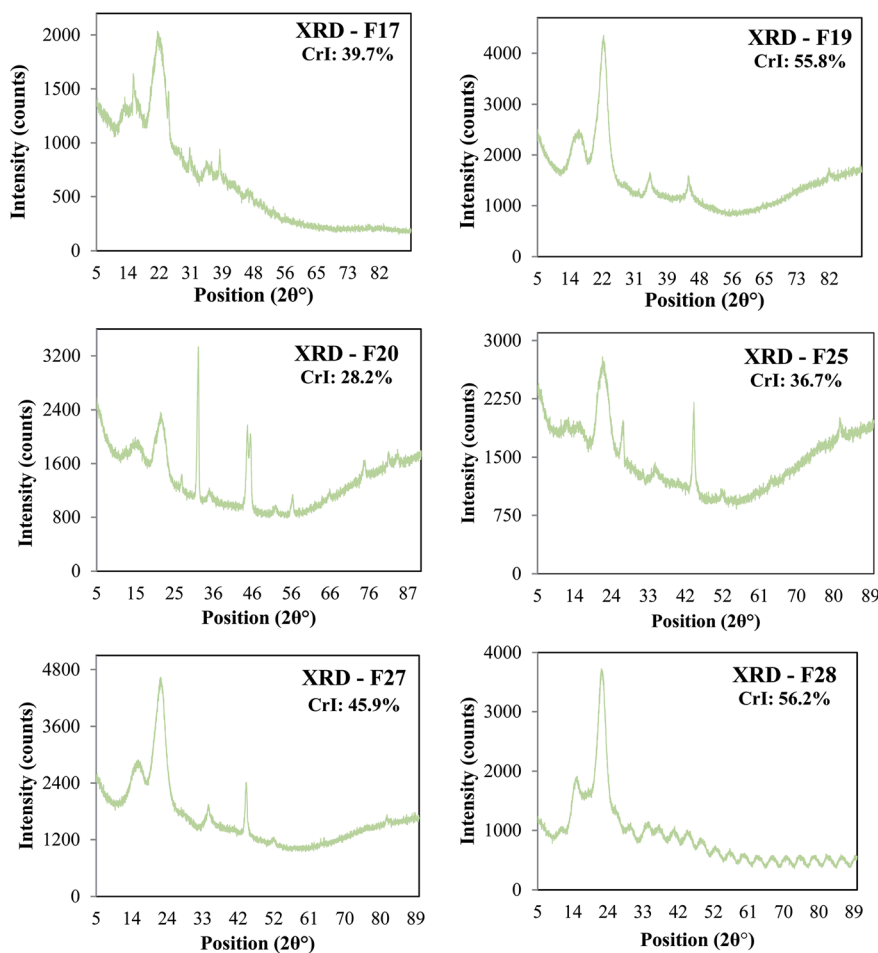 XRD - F17
CrI: 39.7%
Intensity (counts)
2000
1500
1000
500
0
5 14 22 31 39 48 56 65 73 82
Position (2θ°)
XRD - F19
CrI: 55.8%
Intensity (counts)
4000
3000
2000
1000
0
5 14 22 31 39 48 56 65 73 82
Position (2θ°)
XRD - F20
CrI: 28.2%
Intensity (counts)
3200
2400
1600
800
0
5 15 25 36 46 56 66 76 87
Position (2θ°)
XRD - F25
CrI: 36.7%
Intensity (counts)
3000
2250
1500
750
0
5 14 24 33 42 52 61 70 80 89
Position (2θ°)
XRD - F27
CrI: 45.9%
Intensity (counts)
4800
3600
2400
1200
0
5 14 24 33 42 52 61 70 80 89
Position (2θ°)
XRD - F28
CrI: 56.2%
Intensity (counts)
4000
3000
2000
1000
0
5 14 24 33 42 52 61 70 80 89
Position (2θ°)